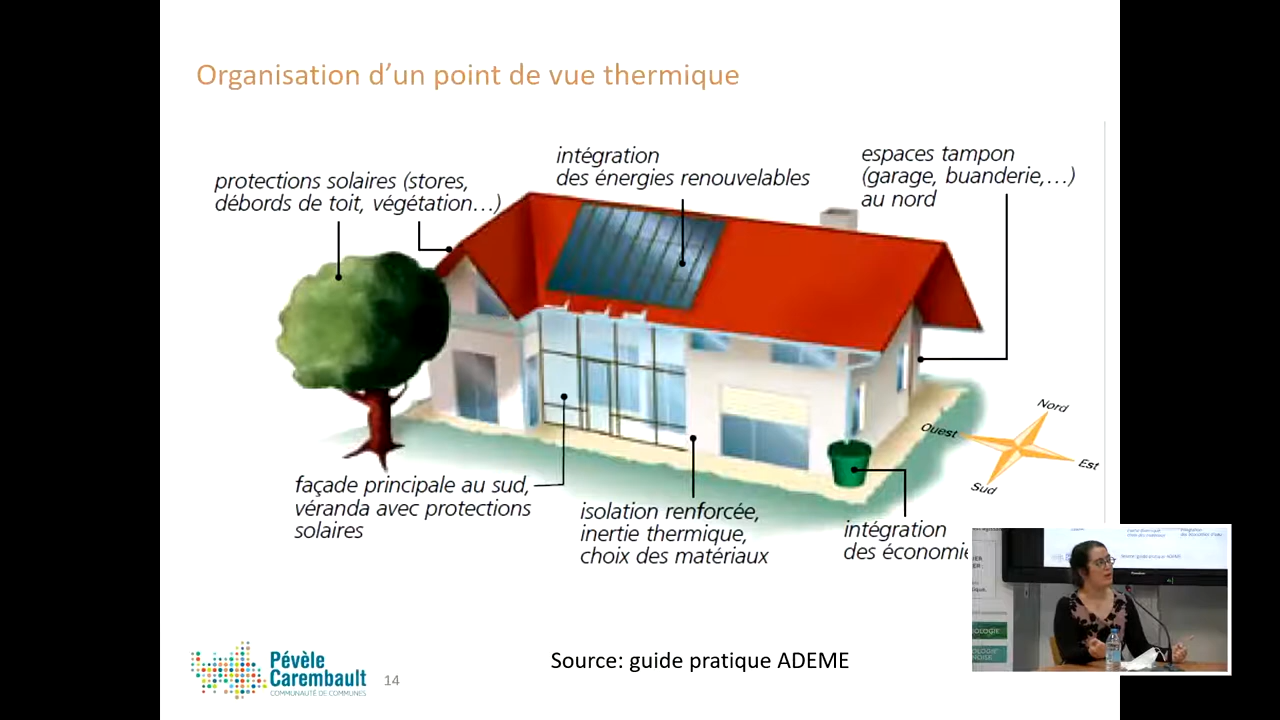 Organisation d’un point de vue thermique
protections solaires (stores,
débords de toit, végétation...)
intégration
des énergies renouvelables
espaces tampon
(garage, buanderie,...)
au nord
Nord
Ouest
Est
Sud
façade principale au sud,
véranda avec protections
solaires
isolation renforcée,
inertie thermique,
choix des matériaux
intégration
des économie
Source: guide pratique ADEME
Pévèle
Carembault
COMMUNAUTÉ DE COMMUNES
14